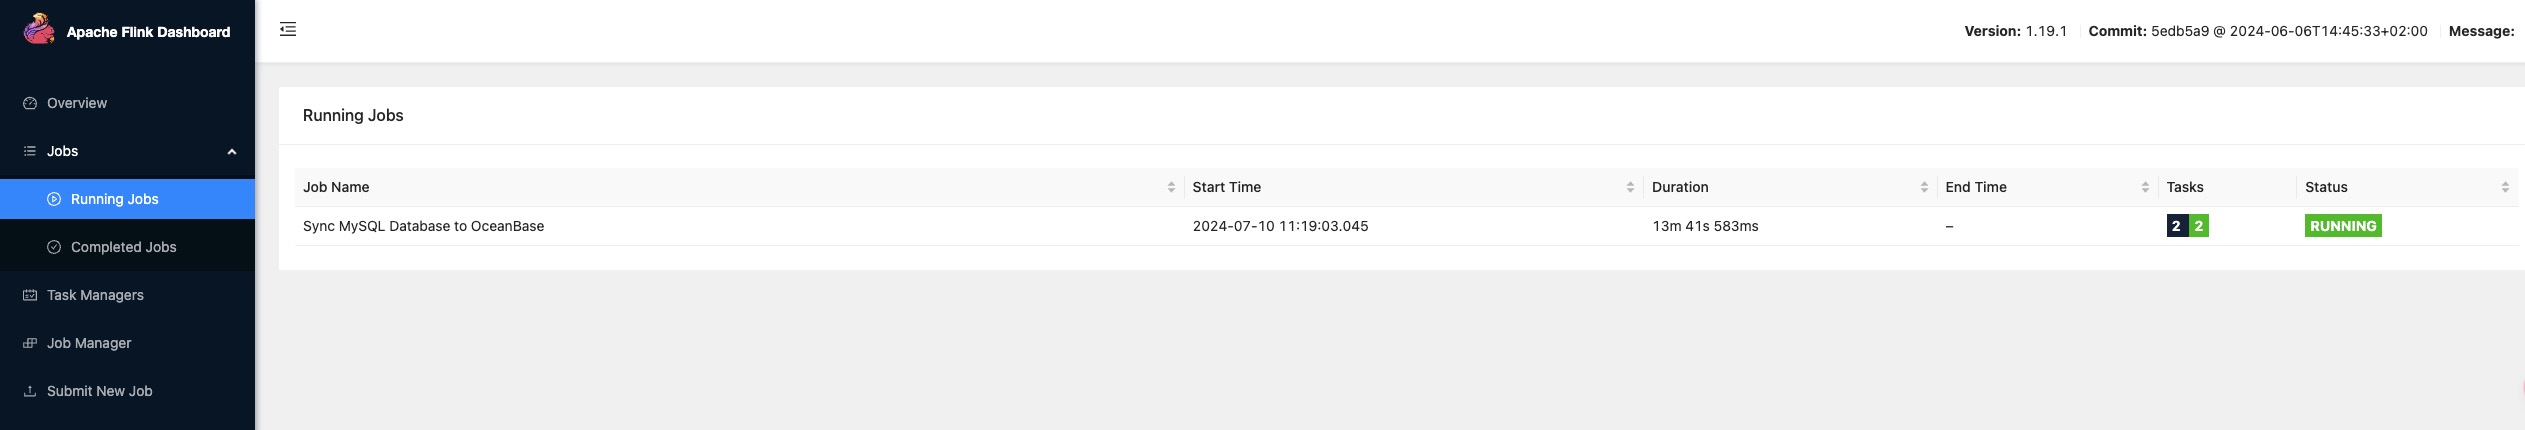 Apache Flink Dashboard
Version: 1.19.1 Commit: 5edb5a9 @ 2024-06-06T14:45:33+02:00 Message:
Overview
Jobs
Running Jobs
Completed Jobs
Task Managers
Job Manager
Submit New Job
Running Jobs
Job Name Start Time Duration End Time Tasks Status
Sync MySQL Database to OceanBase 2024-07-10 11:19:03.045 13m 41s 583ms – 2 2 RUNNING